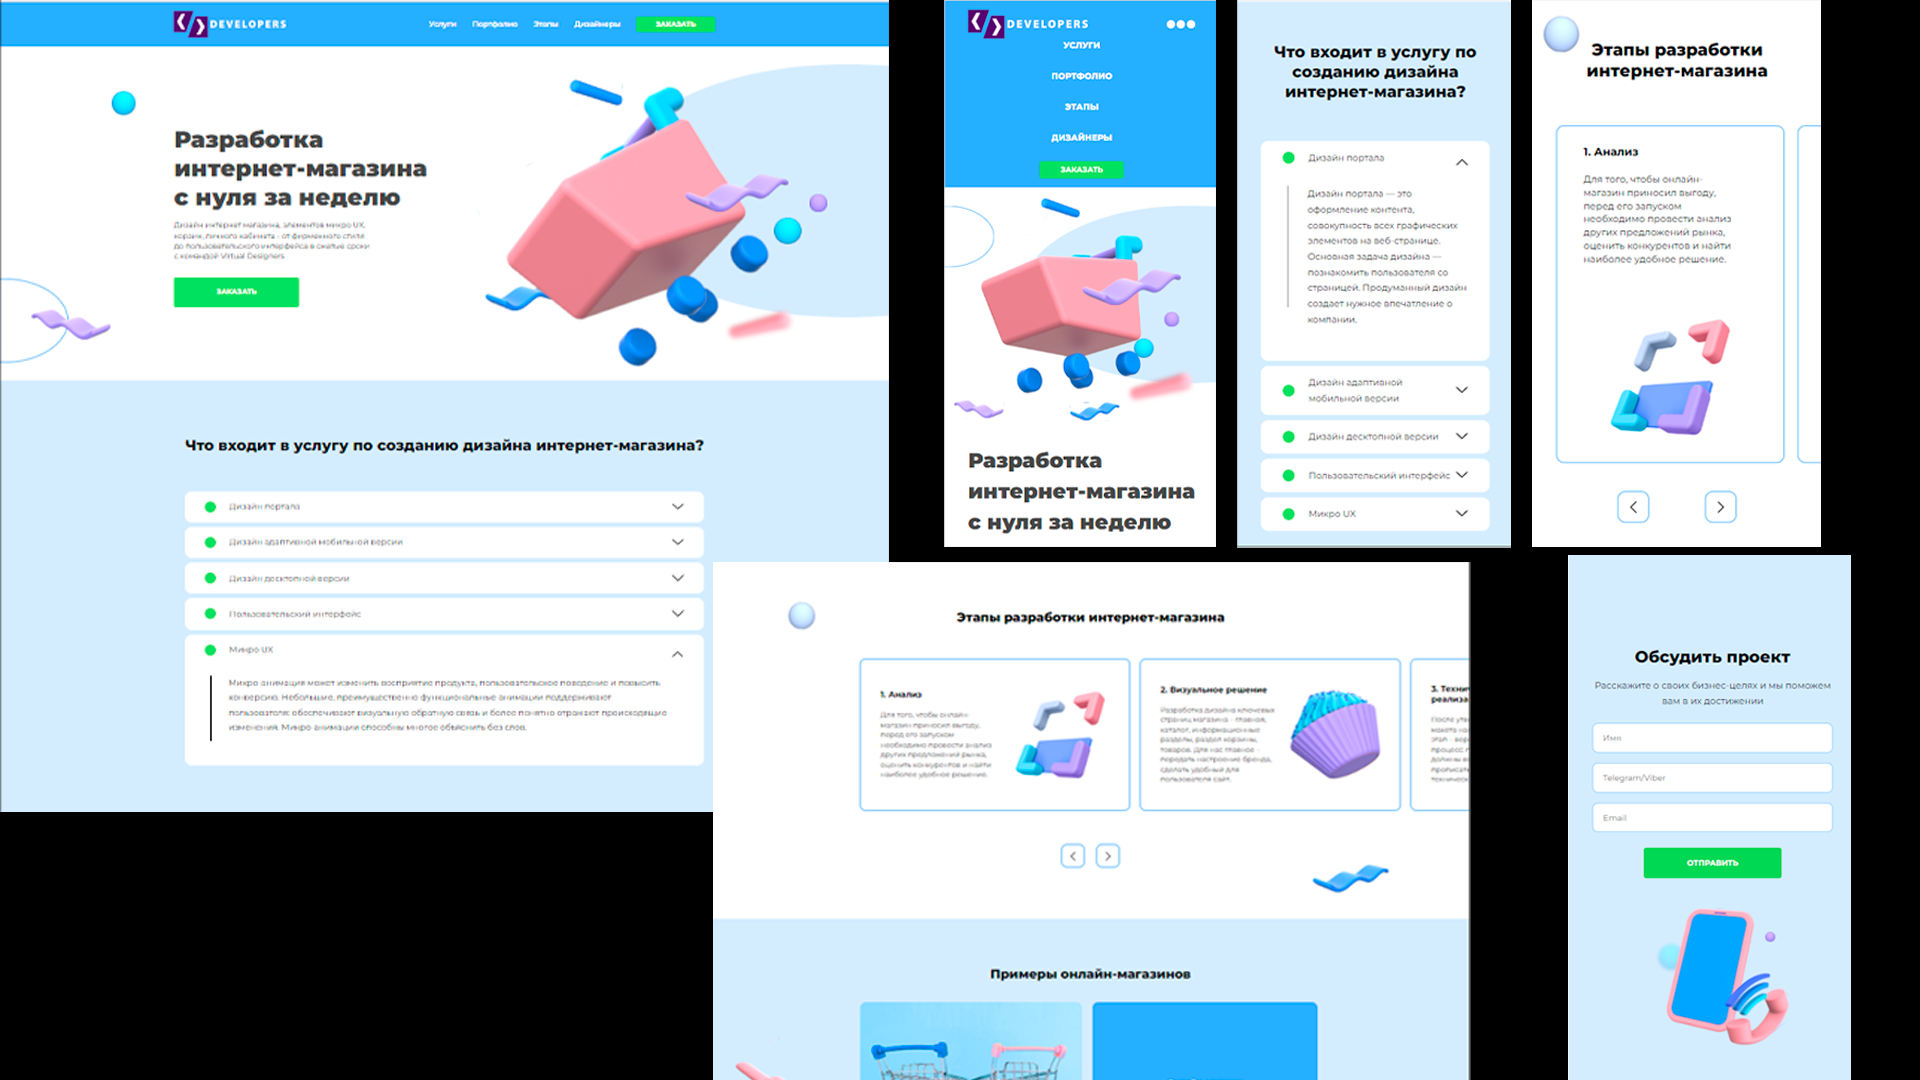 DEVELOPERS
Услуги
Портфолио
Этапы
Дизайнеры
ЗАКАЗАТЬ
Разработка
интернет-магазина
с нуля за неделю
Дизайн интернет магазина, элементов микро UX,
корзин, личного кабинета - от фирменного стиля
до пользовательского интерфейса в сжатые сроки
с командой Virtual Designers
ЗАКАЗАТЬ
Что входит в услугу по созданию дизайна интернет-магазина?
Дизайн портала
Дизайн адаптивной мобильной версии
Дизайн десктопной версии
Пользовательский интерфейс
Микро UX
Микро анимация может изменить восприятие продукта, пользовательское поведение и повысить
конверсию. Небольшие, преимущественно функциональные анимации поддерживают
пользователя: обеспечивают визуальную обратную связь и более понятно отражают происходящие
изменения. Микро анимации способны многое объяснить без слов.
DEVELOPERS
УСЛУГИ
ПОРТФОЛИО
ЭТАПЫ
ДИЗАЙНЕРЫ
ЗАКАЗАТЬ
Разработка
интернет-магазина
с нуля за неделю
Что входит в услугу по
созданию дизайна
интернет-магазина?
Дизайн портала
Дизайн портала — это
оформление контента,
совокупность всех графических
элементов на веб-странице.
Основная задача дизайна —
познакомить пользователя со
страницей. Продуманный дизайн
создает нужное впечатление о
компании.
Дизайн адаптивной
мобильной версии
Дизайн десктопной версии
Пользовательский интерфейс
Микро UX
Этапы разработки
интернет-магазина
1. Анализ
Для того, чтобы онлайн-
магазин приносил выгоду,
перед его запуском
необходимо провести анализ
других предложений рынка,
оценить конкурентов и найти
наиболее удобное решение.
Этапы разработки интернет-магазина
1. Анализ
Для того, чтобы онлайн-
магазин приносил выгоду,
перед его запуском
необходимо провести анализ
других предложений рынка,
оценить конкурентов и найти
наиболее удобное решение.
2. Визуальное решение
Разработка дизайна ключевых
страниц магазина - главная,
каталог, информационные
разделы, раздел корзины,
товаров. Для нас главное -
передать настроение бренда,
сделать удобный для
пользователя сайт.
3. Техни
реализа
После уте
макета на
этап - вер
процесс
должны в
прописат
техничес
Примеры онлайн-магазинов
Обсудить проект
Расскажите о своих бизнес-целях и мы поможем
вам в их достижении
Имя
Telegram/Viber
Email
ОТПРАВИТЬ